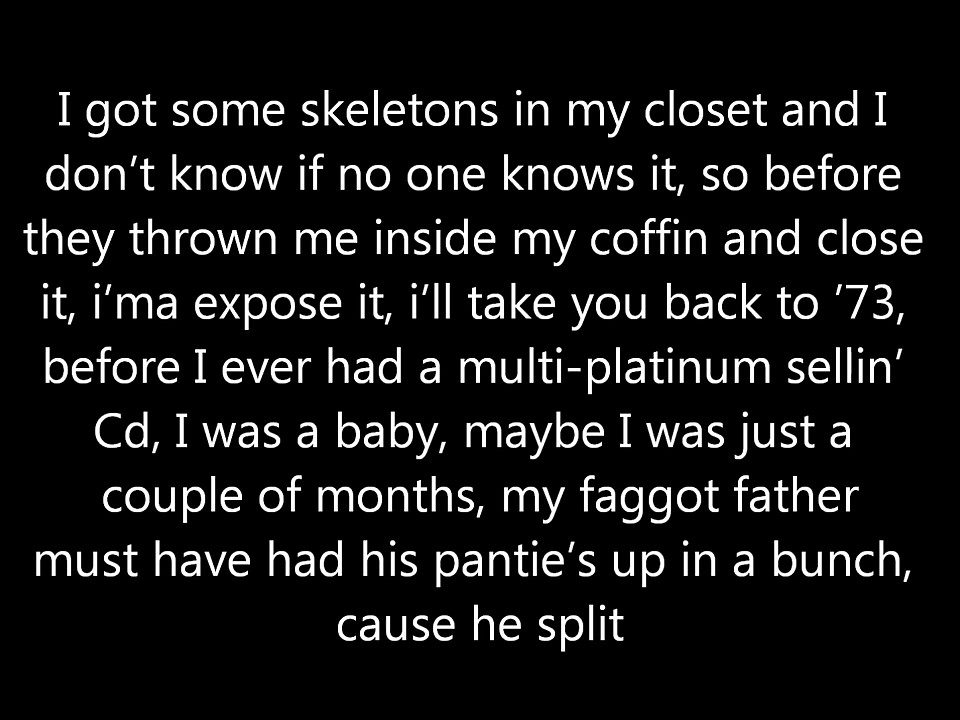 I got some skeletons in my closet and I
don’t know if no one knows it, so before
they thrown me inside my coffin and close
it, i’ma expose it, i’ll take you back to ’73,
before I ever had a multi-platinum sellin’
Cd, I was a baby, maybe I was just a
couple of months, my faggot father
must have had his pantie’s up in a bunch,
cause he split